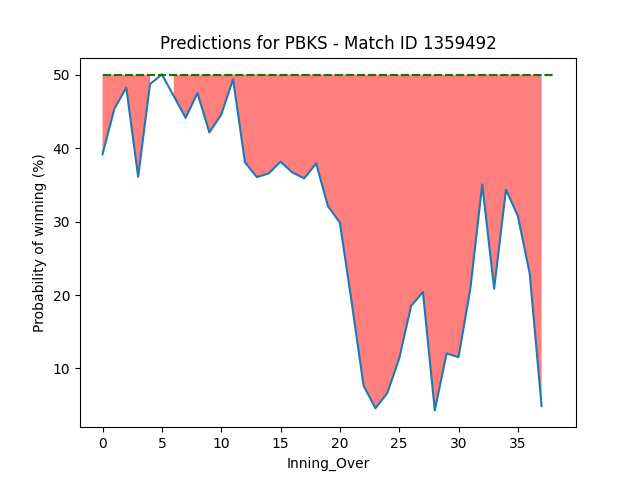 Predictions for PBKS - Match ID 1359492
Probability of winning (%)
50
40
30
20
10
0 5 10 15 20 25 30 35
Inning_Over